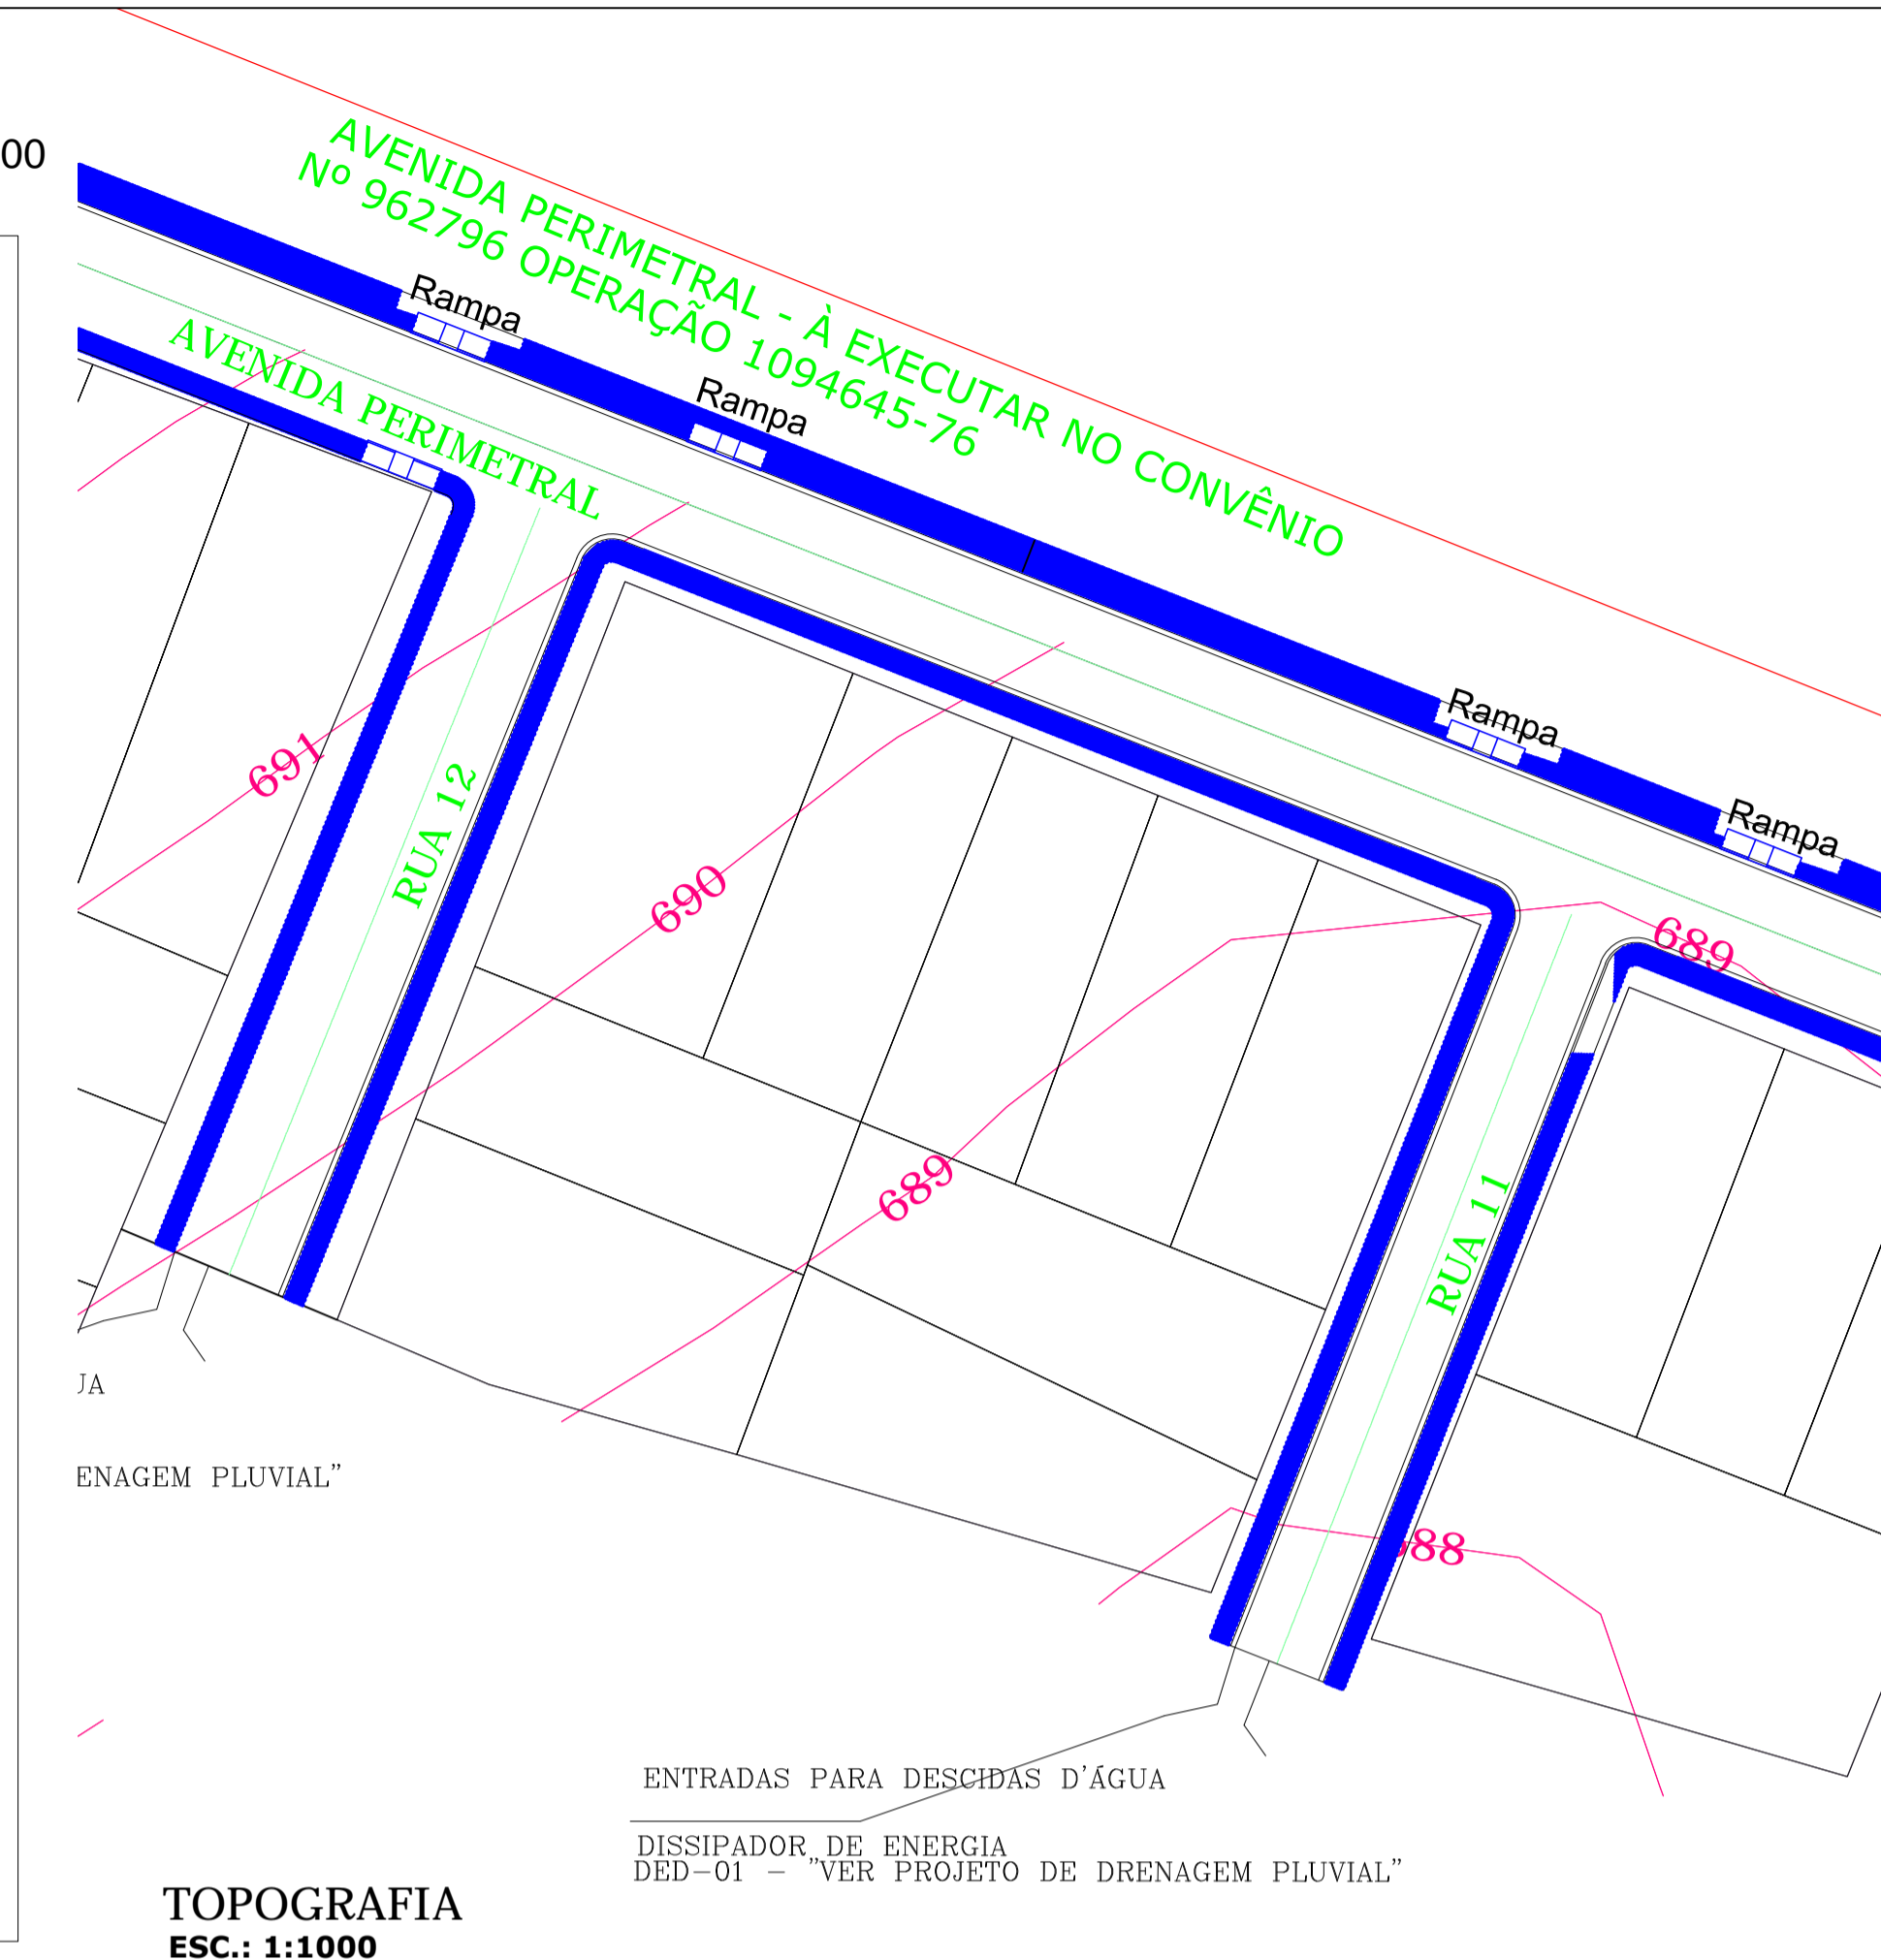 00
AVENIDA PERIMETRAL - À EXECUTAR NO CONVÊNIO
Nº 962796 OPERAÇÃO 1094645-76
Rampa
AVENIDA PERIMETRAL
Rampa
Rampa
Rampa
691
RUA 12
690
689
689
RUA 11
88
JA
ENAGEM PLUVIAL"
ENTRADAS PARA DESCIDAS D'ÁGUA
DISSIPADOR DE ENERGIA
DED-01 - "VER PROJETO DE DRENAGEM PLUVIAL"
TOPOGRAFIA
ESC.: 1:1000